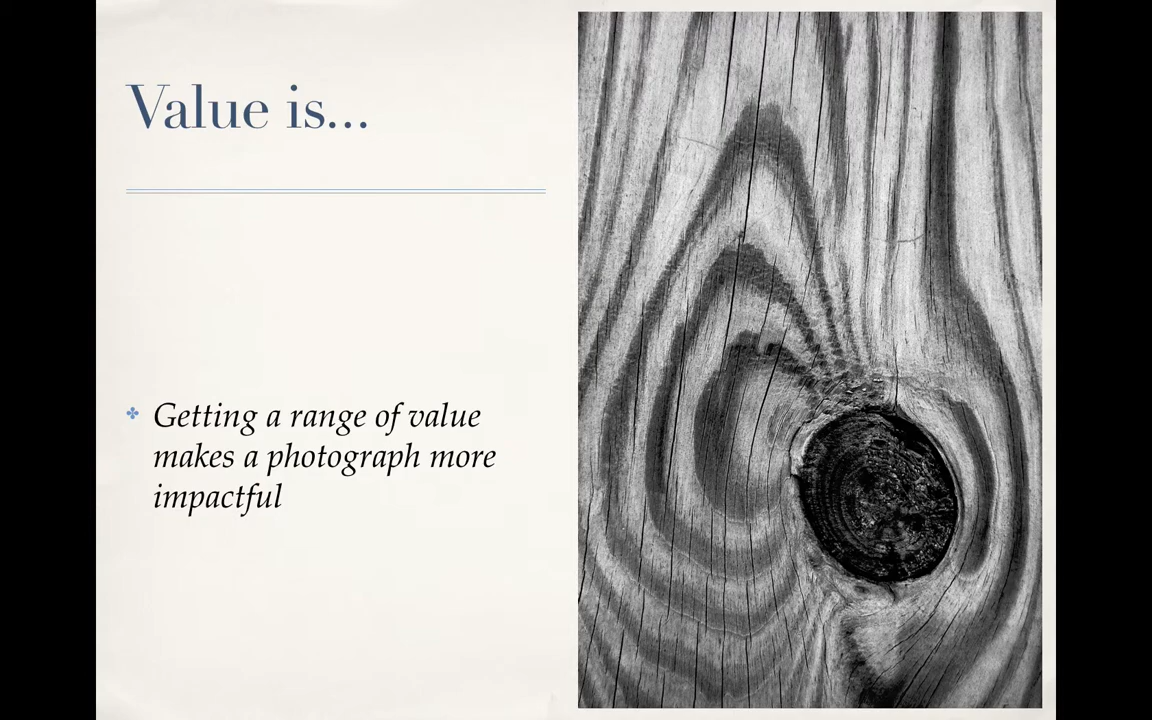 Value is...
Getting a range of value
makes a photograph more
impactful